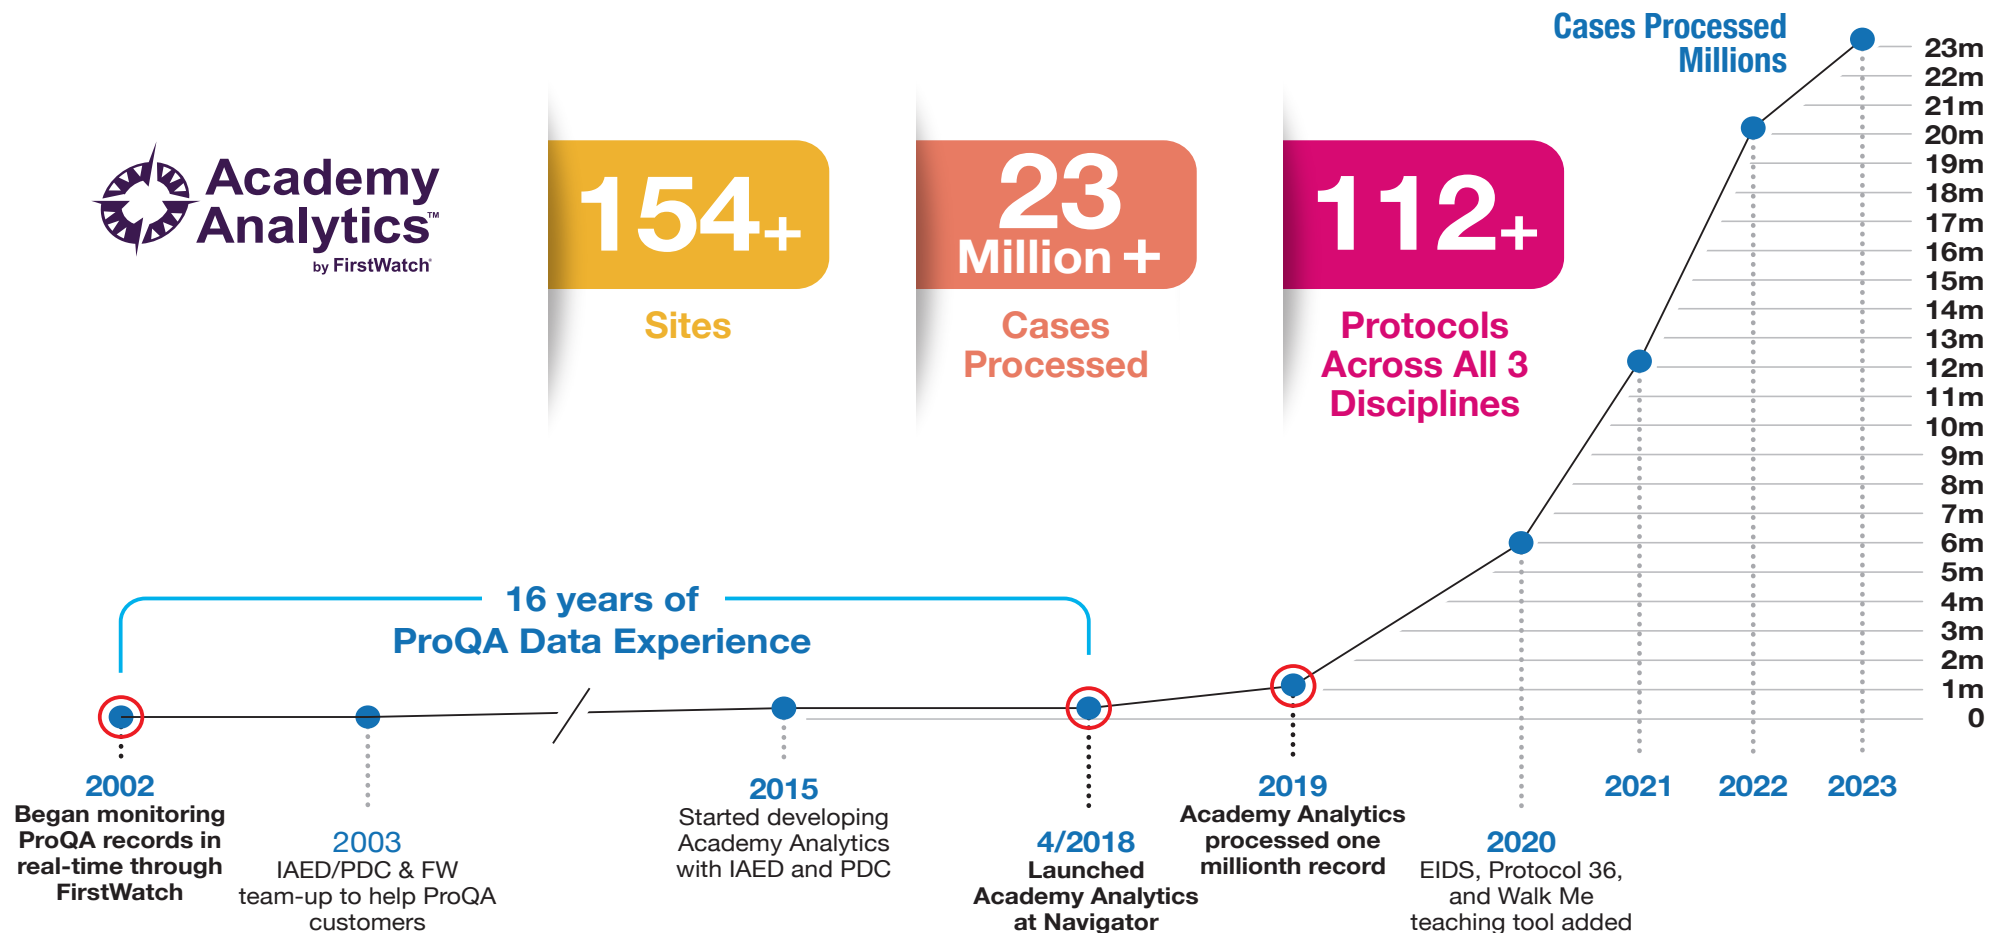 Academy
Analytics™
by FirstWatch
154+
Sites
23
Million +
Cases
Processed
112+
Protocols
Across All 3
Disciplines
Cases Processed
Millions
23m
22m
21m
20m
19m
18m
17m
16m
15m
14m
13m
12m
11m
10m
9m
8m
7m
6m
5m
4m
3m
2m
1m
0
16 years of
ProQA Data Experience
2002
Began monitoring
ProQA records in
real-time through
FirstWatch
2003
IAED/PDC & FW
team-up to help ProQA
customers
2015
Started developing
Academy Analytics
with IAED and PDC
4/2018
Launched
Academy Analytics
at Navigator
2019
Academy Analytics
processed one
millionth record
2020
EIDS, Protocol 36,
and Walk Me
teaching tool added
2021
2022
2023